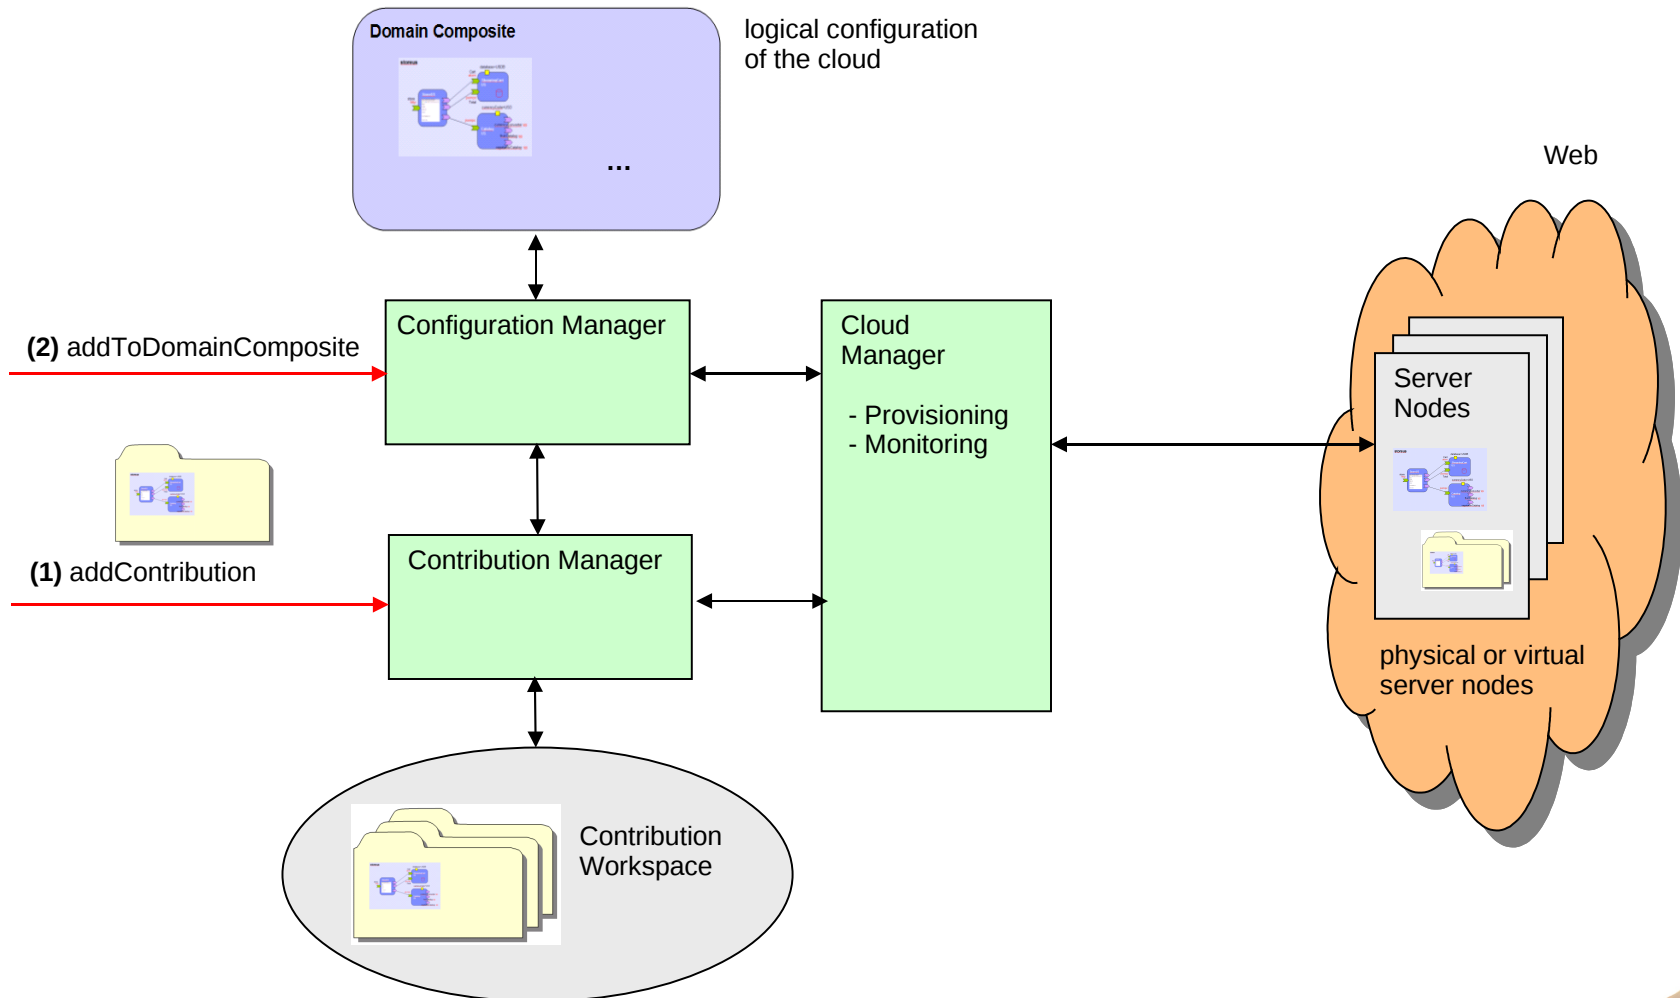 Domain Composite
logical configuration
of the cloud
...
Web
Configuration Manager
(2) addToDomainComposite
Cloud
Manager
- Provisioning
- Monitoring
Server
Nodes
Contribution Manager
(1) addContribution
physical or virtual
server nodes
Contribution
Workspace